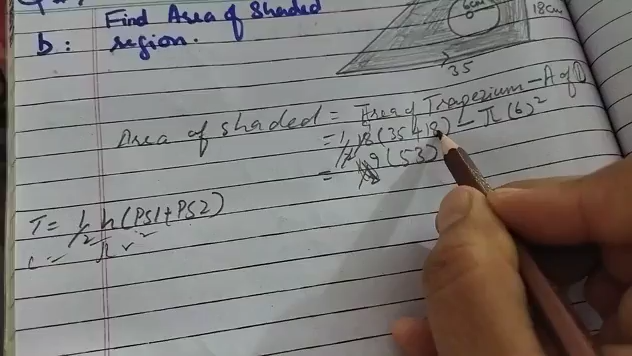 Find Area of Shaded
b: region.
6cm
18cm
35
Area of shaded = Area of Trapezium - A of
= 1/2 18 (35+18) - π(6)²
= 9 (53)
T = 1/2 h (PS1+PS2)